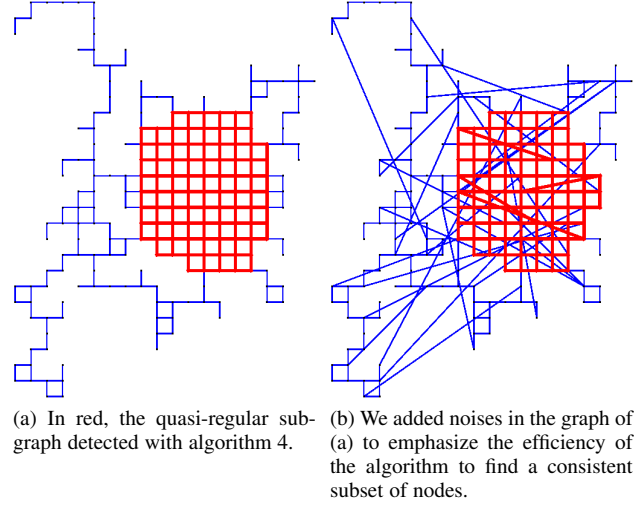 (a) In red, the quasi-regular sub-
graph detected with algorithm 4.
(b) We added noises in the graph of
(a) to emphasize the efficiency of
the algorithm to find a consistent
subset of nodes.